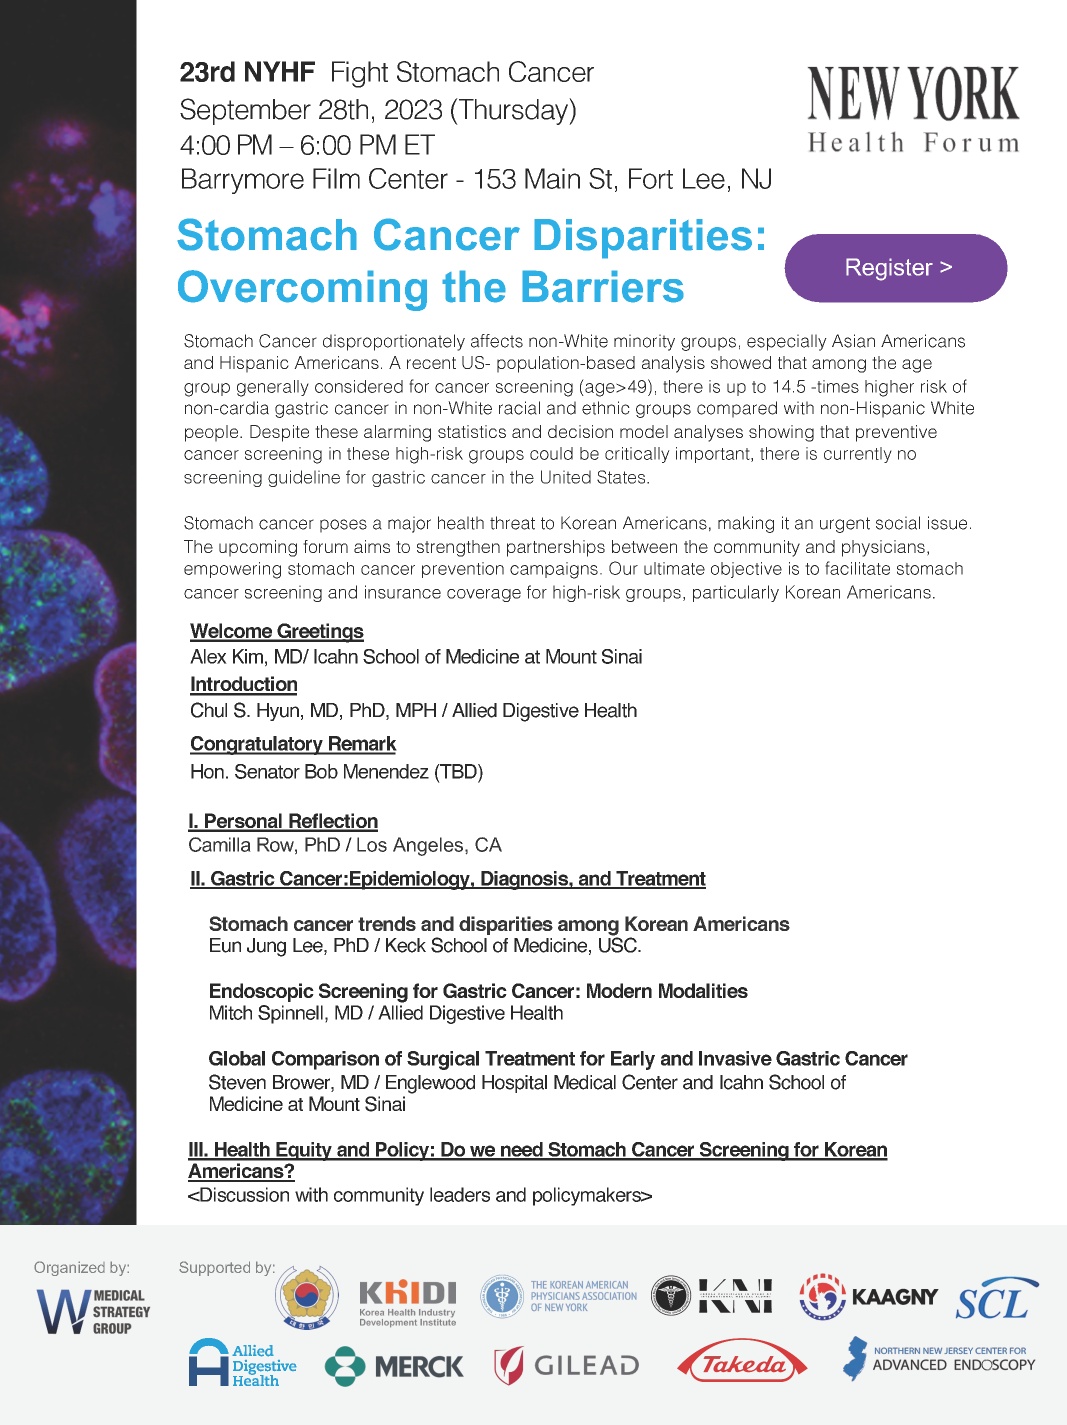 23rd NYHF Fight Stomach Cancer
September 28th, 2023 (Thursday)
4:00 PM – 6:00 PM ET
Barrymore Film Center - 153 Main St, Fort Lee, NJ
NEW YORK
Health Forum
Stomach Cancer Disparities:
Overcoming the Barriers
Register >
Stomach Cancer disproportionately affects non-White minority groups, especially Asian Americans
and Hispanic Americans. A recent US- population-based analysis showed that among the age
group generally considered for cancer screening (age>49), there is up to 14.5 -times higher risk of
non-cardia gastric cancer in non-White racial and ethnic groups compared with non-Hispanic White
people. Despite these alarming statistics and decision model analyses showing that preventive
cancer screening in these high-risk groups could be critically important, there is currently no
screening guideline for gastric cancer in the United States.
Stomach cancer poses a major health threat to Korean Americans, making it an urgent social issue.
The upcoming forum aims to strengthen partnerships between the community and physicians,
empowering stomach cancer prevention campaigns. Our ultimate objective is to facilitate stomach
cancer screening and insurance coverage for high-risk groups, particularly Korean Americans.
Welcome Greetings
Alex Kim, MD/ Icahn School of Medicine at Mount Sinai
Introduction
Chul S. Hyun, MD, PhD, MPH / Allied Digestive Health
Congratulatory Remark
Hon. Senator Bob Menendez (TBD)
I. Personal Reflection
Camilla Row, PhD / Los Angeles, CA
II. Gastric Cancer:Epidemiology, Diagnosis, and Treatment
Stomach cancer trends and disparities among Korean Americans
Eun Jung Lee, PhD / Keck School of Medicine, USC.
Endoscopic Screening for Gastric Cancer: Modern Modalities
Mitch Spinnell, MD / Allied Digestive Health
Global Comparison of Surgical Treatment for Early and Invasive Gastric Cancer
Steven Brower, MD / Englewood Hospital Medical Center and Icahn School of
Medicine at Mount Sinai
III. Health Equity and Policy: Do we need Stomach Cancer Screening for Korean
Americans?
<Discussion with community leaders and policymakers>
Organized by:
W MEDICAL
STRATEGY
GROUP
Supported by:
대한민국
KHIDI
Korea Health Industry
Development Institute
THE KOREAN AMERICAN
PHYSICIANS ASSOCIATION
OF NEW YORK
KNI
KAAGNY
SCL
Allied
Digestive
Health
MERCK
GILEAD
Takeda
NORTHERN NEW JERSEY CENTER FOR
ADVANCED ENDOSCOPY